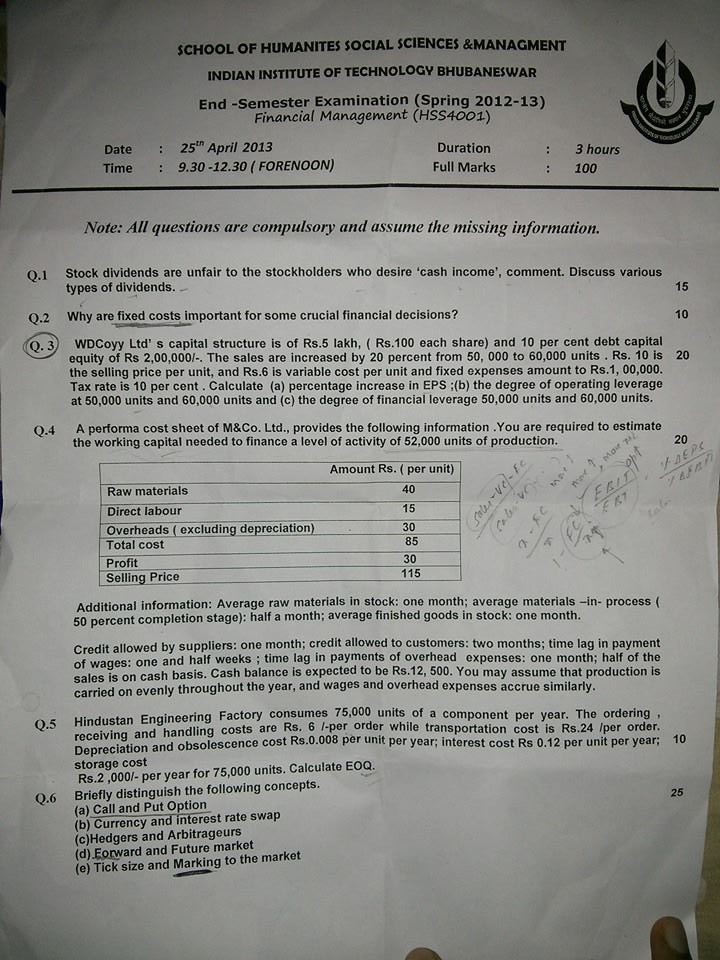 SCHOOL OF HUMANITES SOCIAL SCIENCES &MANAGMENT
INDIAN INSTITUTE OF TECHNOLOGY BHUBANESWAR
End -Semester Examination (Spring 2012-13)
Financial Management (HSS4001)
Date : 25th April 2013 Duration : 3 hours
Time : 9.30 -12.30 ( FORENOON) Full Marks : 100
Note: All questions are compulsory and assume the missing information.
Q.1 Stock dividends are unfair to the stockholders who desire ‘cash income’, comment. Discuss various
types of dividends. 15
Q.2 Why are fixed costs important for some crucial financial decisions? 10
Q. 3 WDCoyy Ltd’ s capital structure is of Rs.5 lakh, ( Rs.100 each share) and 10 per cent debt capital
equity of Rs 2,00,000/-. The sales are increased by 20 percent from 50, 000 to 60,000 units . Rs. 10 is 20
the selling price per unit, and Rs.6 is variable cost per unit and fixed expenses amount to Rs.1, 00,000.
Tax rate is 10 per cent . Calculate (a) percentage increase in EPS ;(b) the degree of operating leverage
at 50,000 units and 60,000 units and (c) the degree of financial leverage 50,000 units and 60,000 units.
Q.4 A performa cost sheet of M&Co. Ltd., provides the following information .You are required to estimate
the working capital needed to finance a level of activity of 52,000 units of production. 20
Amount Rs. ( per unit)
Raw materials 40
Direct labour 15
Overheads ( excluding depreciation) 30
Total cost 85
Profit 30
Selling Price 115
Sales-VC-FC
Sales-VC
EBIT
EBT
Additional information: Average raw materials in stock: one month; average materials –in- process (
50 percent completion stage): half a month; average finished goods in stock: one month.
Credit allowed by suppliers: one month; credit allowed to customers: two months; time lag in payment
of wages: one and half weeks ; time lag in payments of overhead expenses: one month; half of the
sales is on cash basis. Cash balance is expected to be Rs.12, 500. You may assume that production is
carried on evenly throughout the year, and wages and overhead expenses accrue similarly.
Q.5 Hindustan Engineering Factory consumes 75,000 units of a component per year. The ordering ,
receiving and handling costs are Rs. 6 /-per order while transportation cost is Rs.24 /per order.
Depreciation and obsolescence cost Rs.0.008 per unit per year; interest cost Rs 0.12 per unit per year; 10
storage cost
Rs.2 ,000/- per year for 75,000 units. Calculate EOQ.
Q.6 Briefly distinguish the following concepts. 25
(a) Call and Put Option
(b) Currency and interest rate swap
(c)Hedgers and Arbitrageurs
(d) Forward and Future market
(e) Tick size and Marking to the market